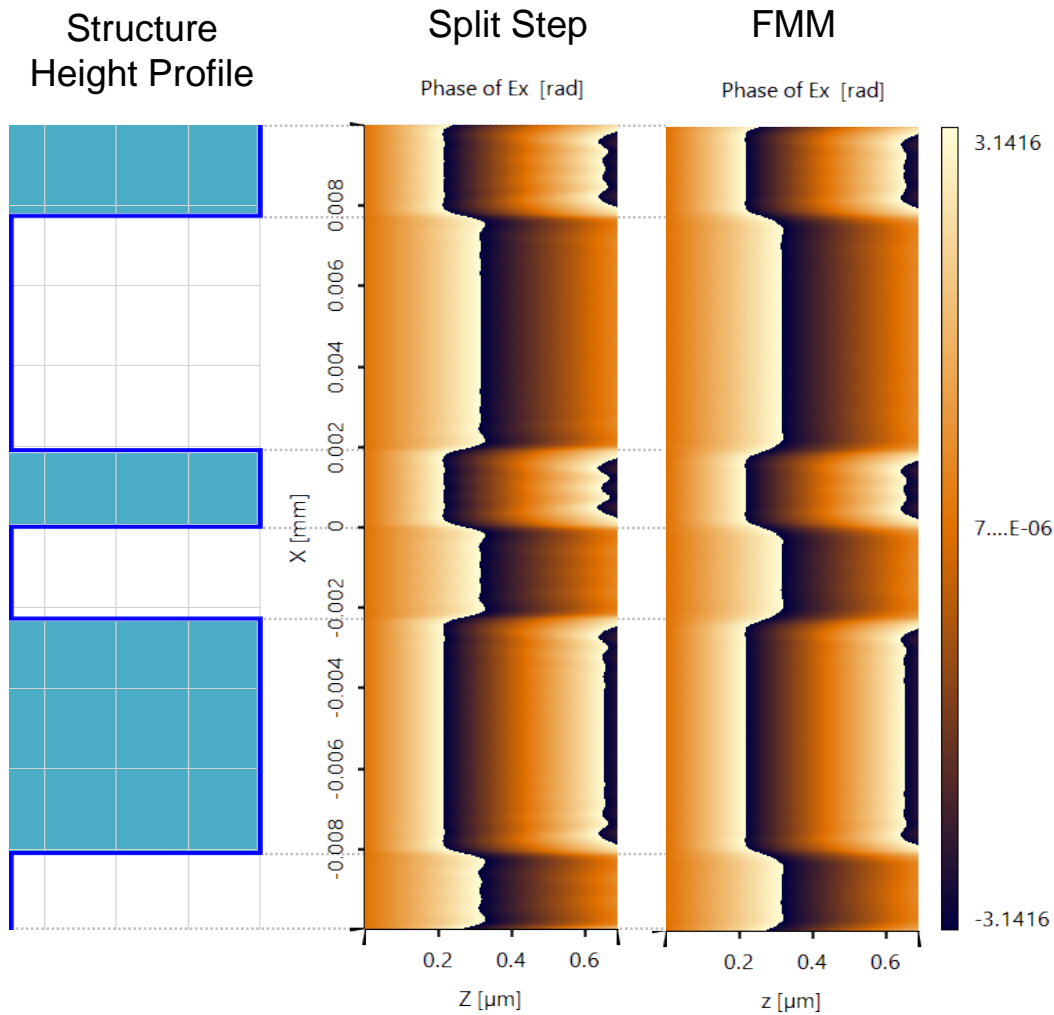 Structure
Height Profile
Split Step
FMM
Phase of Ex [rad]
Phase of Ex [rad]
X [mm]
0.008
0.006
0.004
0.002
0
-0.002
-0.004
-0.006
-0.008
0.2
0.4
0.6
Z [µm]
0.2
0.4
0.6
z [µm]
3.1416
7....E-06
-3.1416